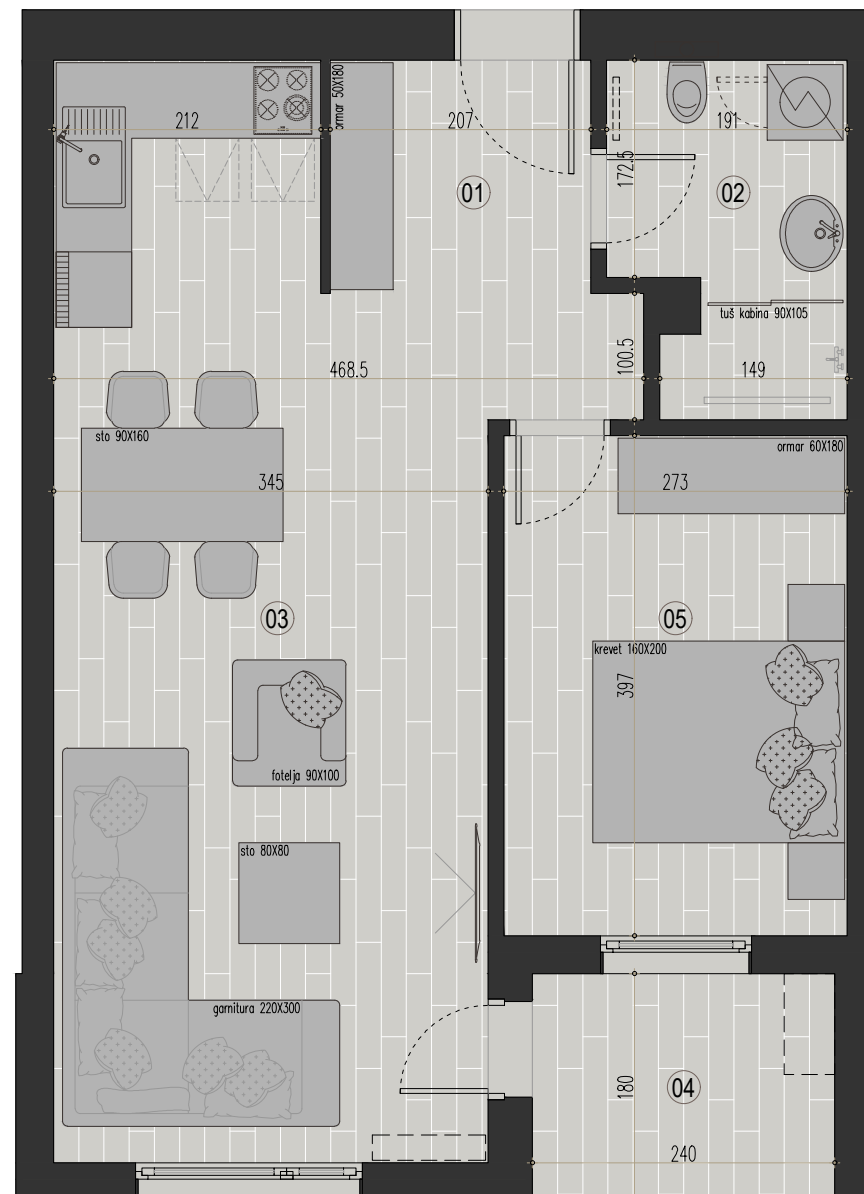 ormar 50X180
212
207
191
172.5
01
02
tuš kabina 90X105
100.5
468.5
149
sto 90X160
ormar 60X180
345
273
03
05
krevet 160X200
397
fotelja 90X100
sto 80X80
garnitura 220X300
180
04
240